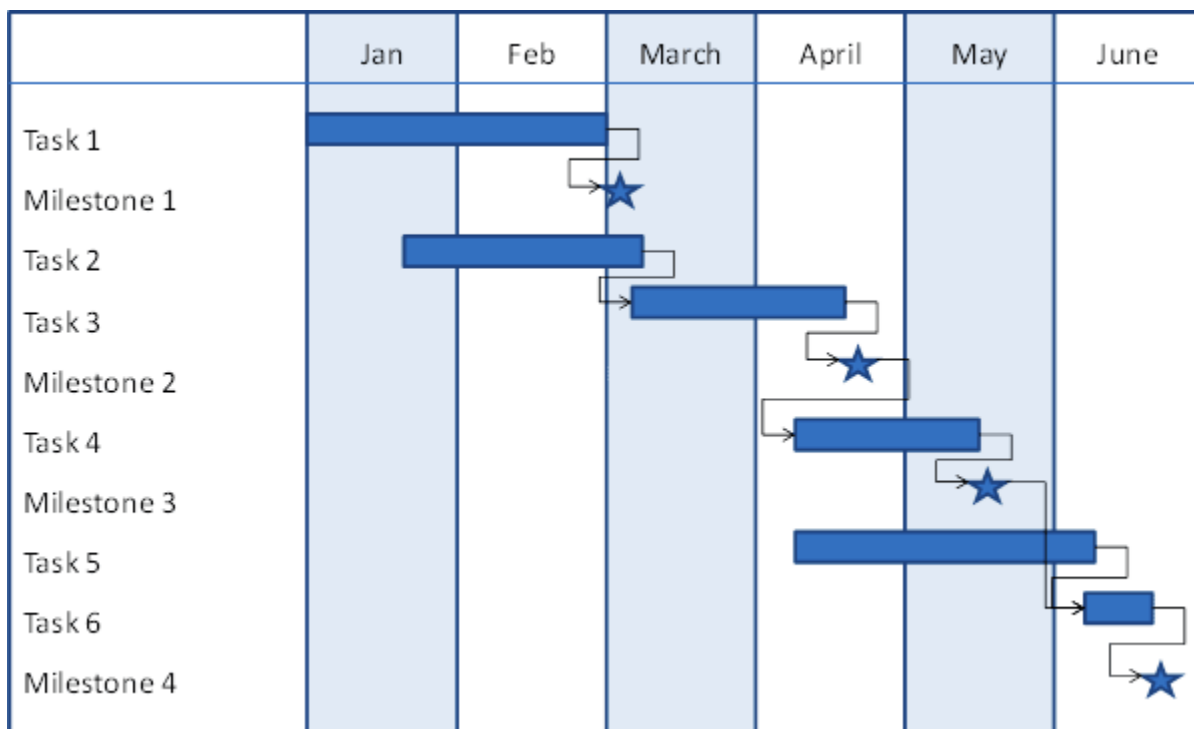 Jan Feb March April May June
Task 1
Milestone 1
Task 2
Task 3
Milestone 2
Task 4
Milestone 3
Task 5
Task 6
Milestone 4